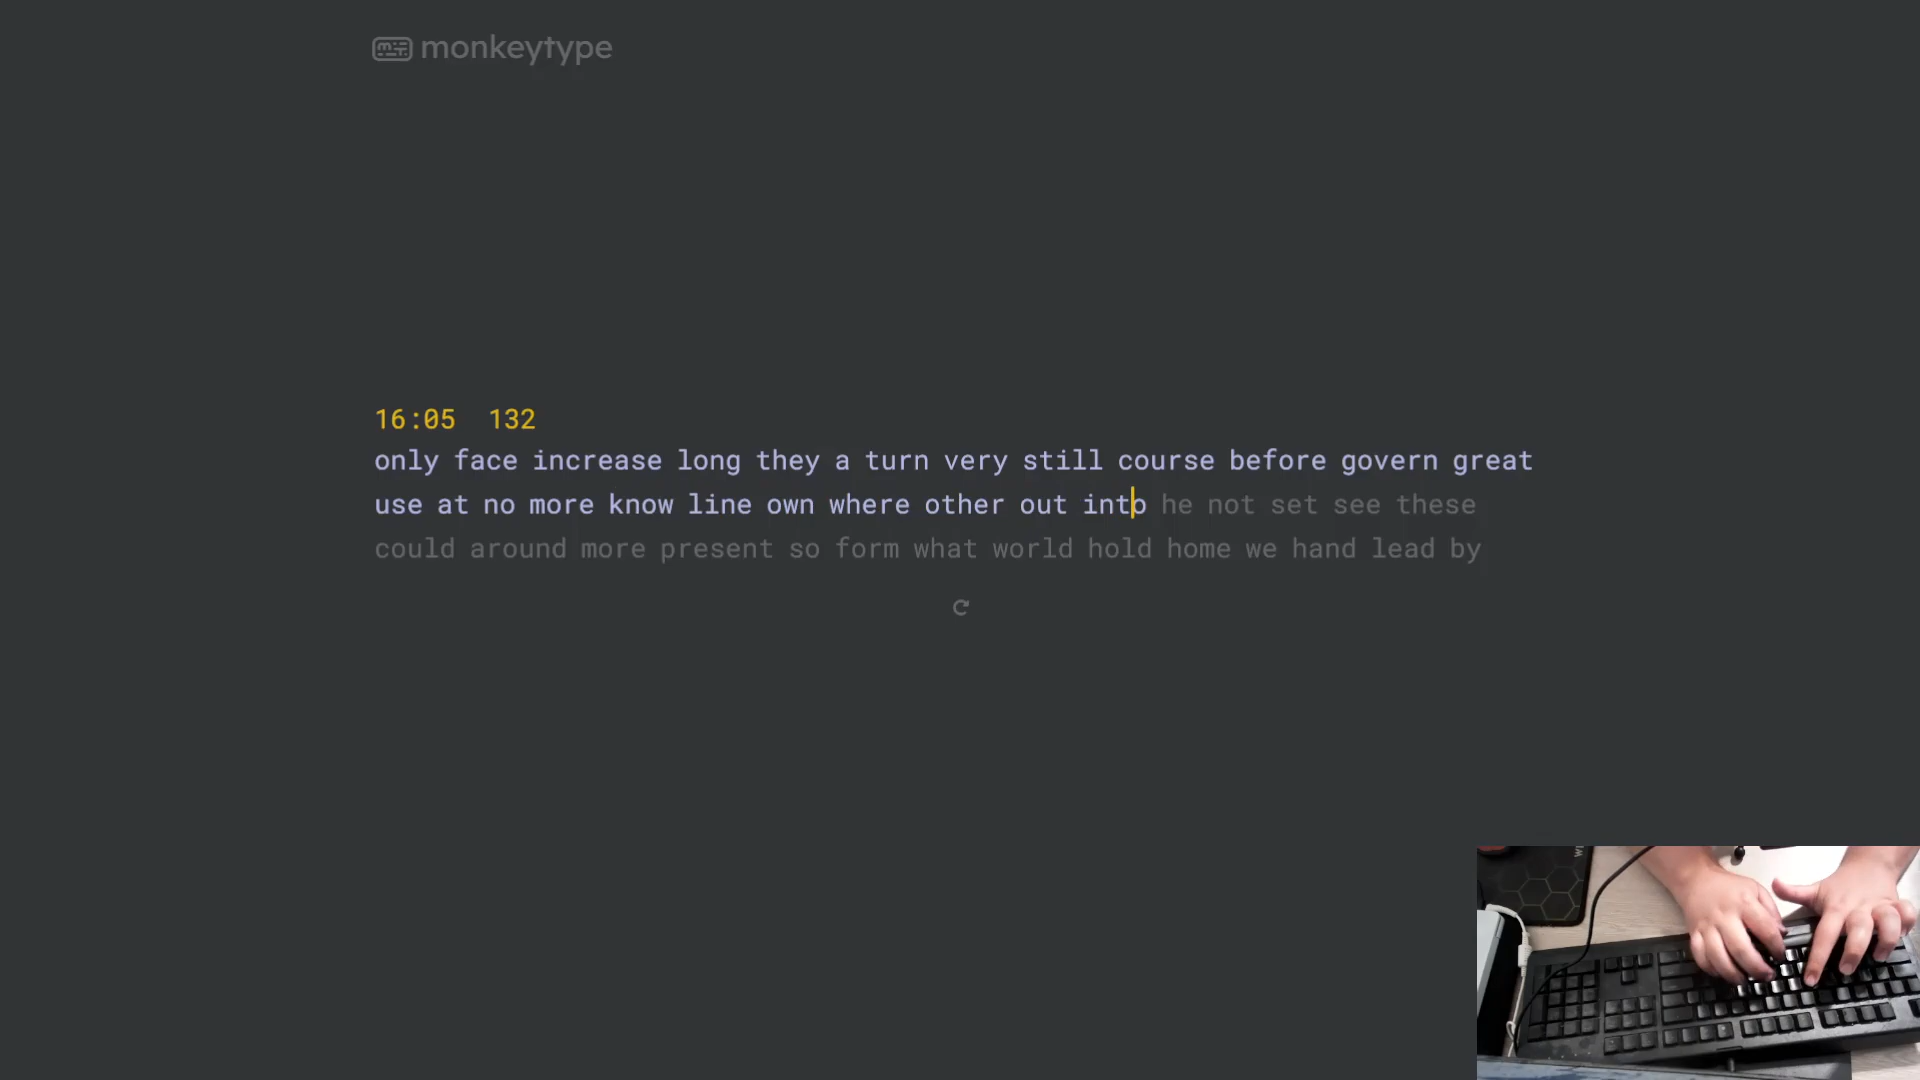 monkeytype
16:05 132
only face increase long they a turn very still course before govern great
use at no more know line own where other out into he not set see these
could around more present so form what world hold home we hand lead by